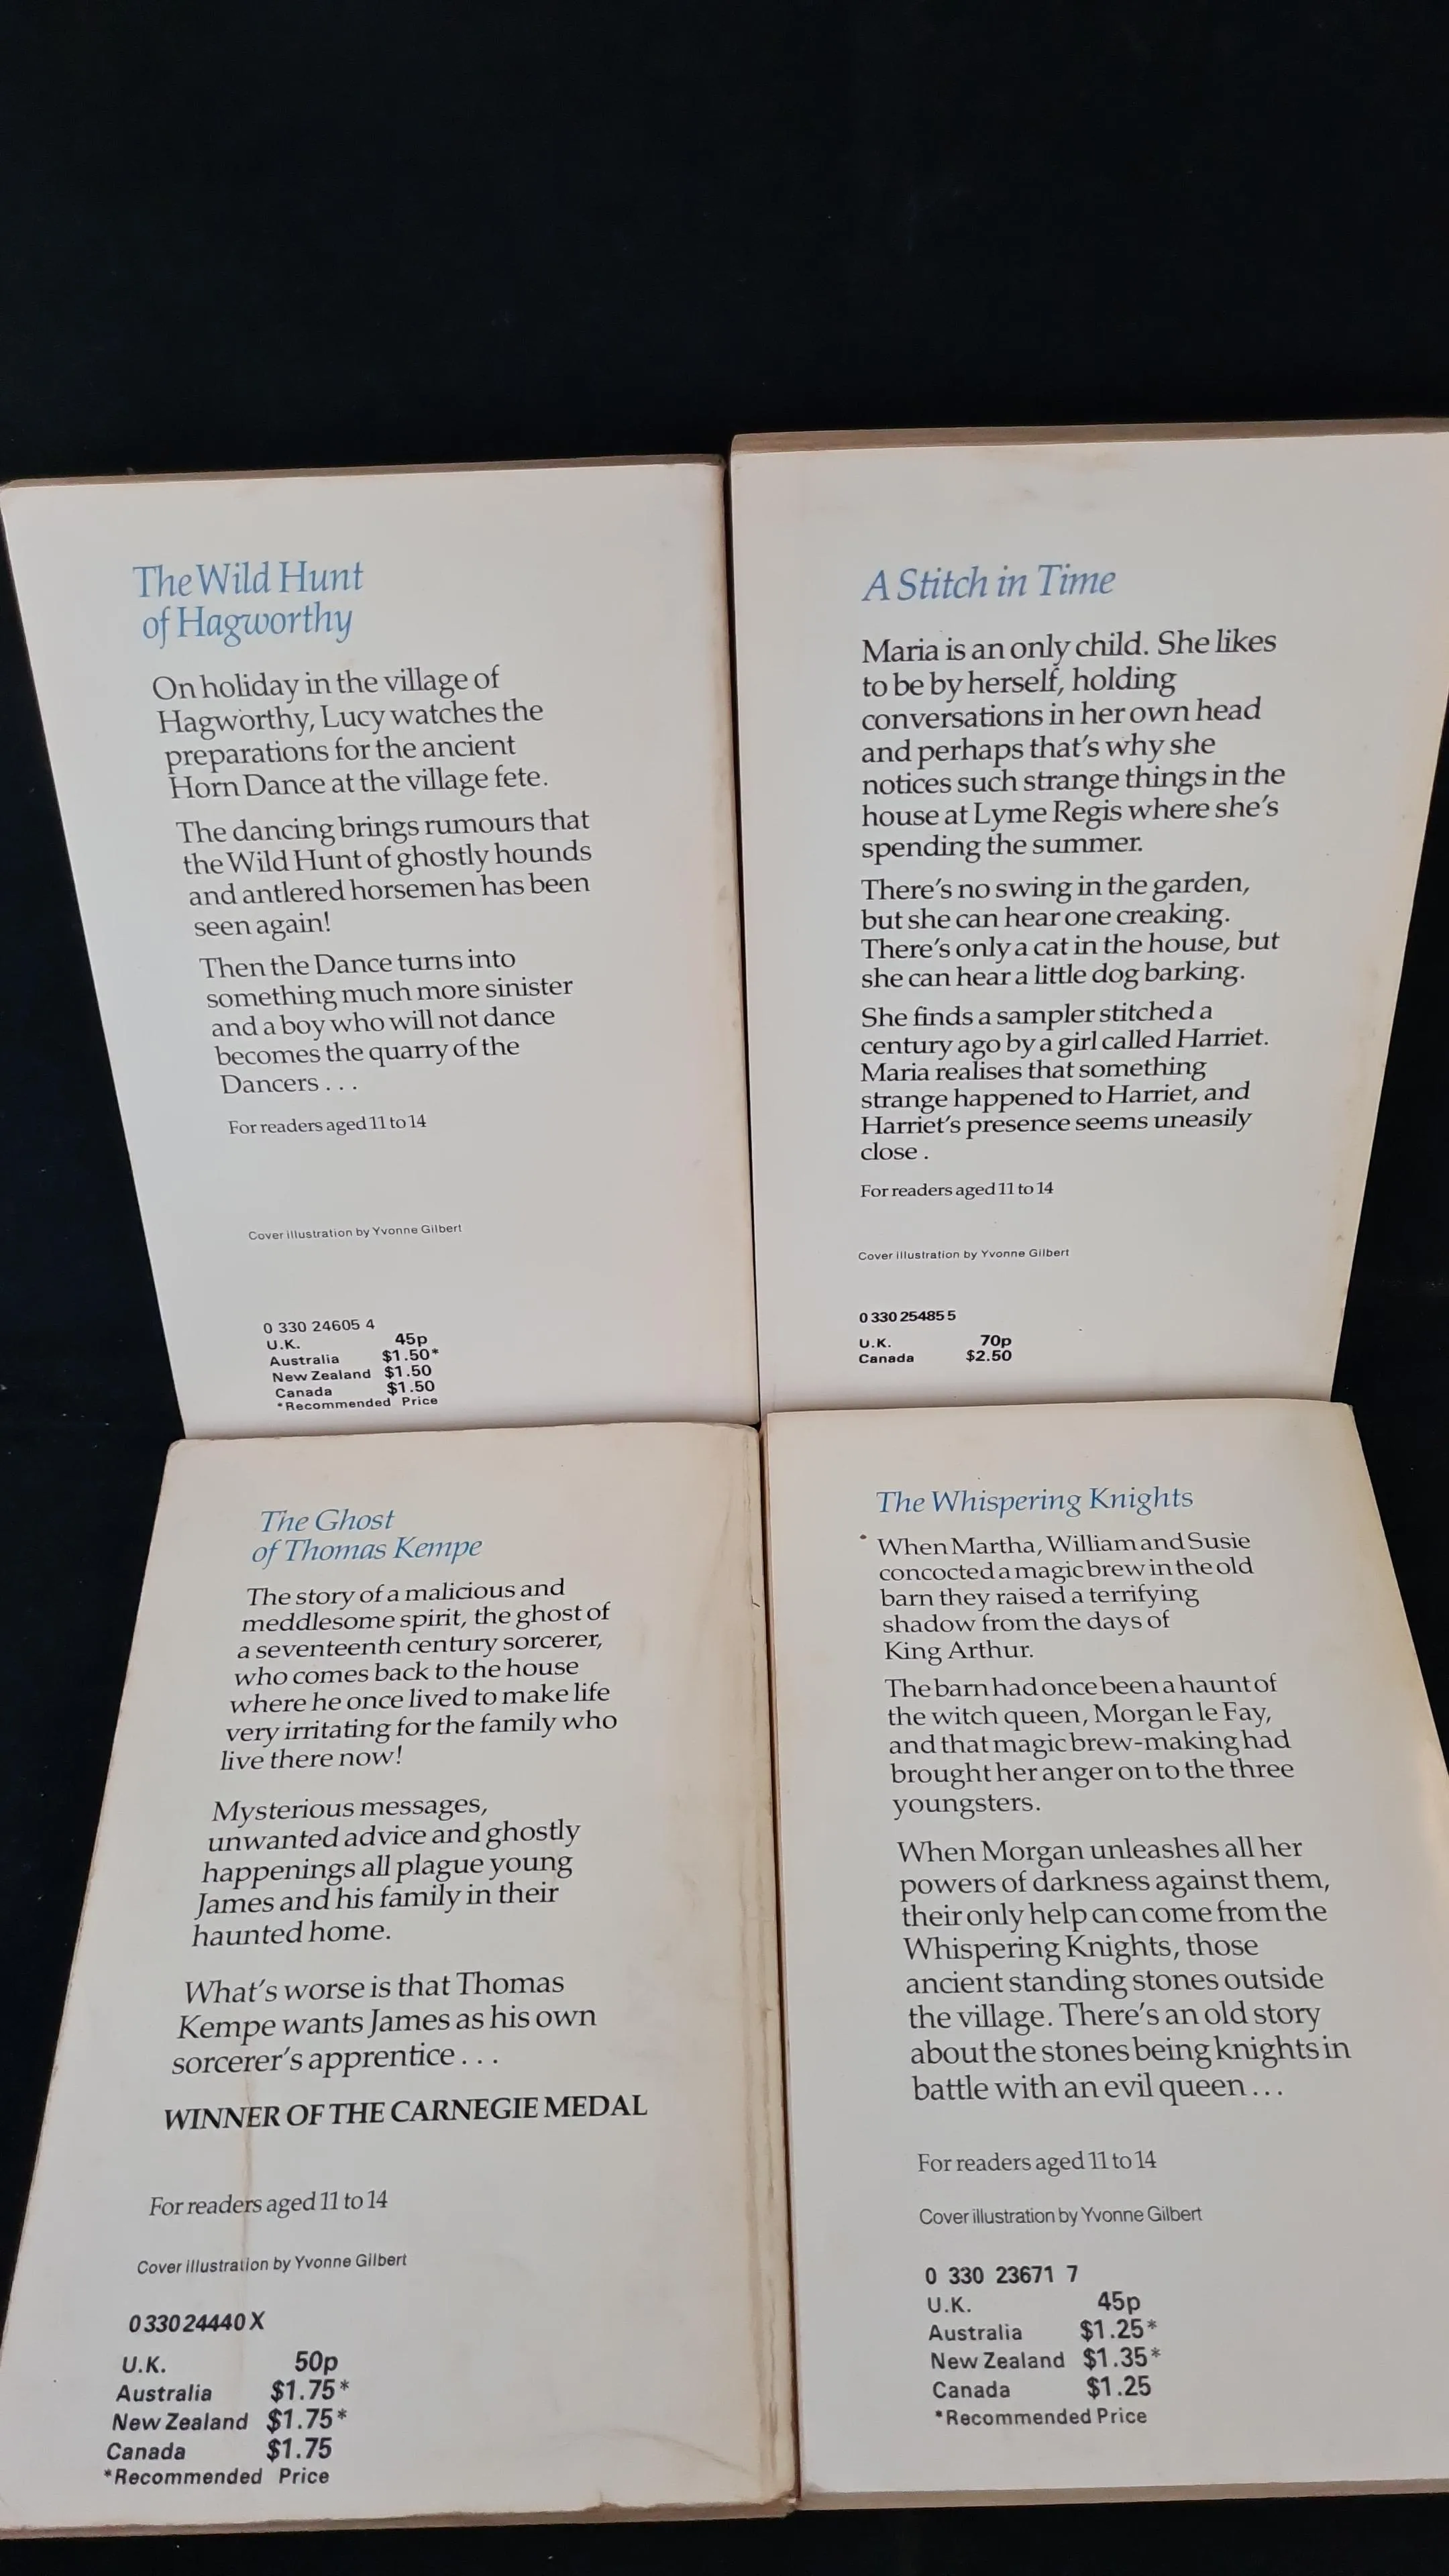 The Wild Hunt
of Hagworthy
On holiday in the village of
Hagworthy, Lucy watches the
preparations for the ancient
Horn Dance at the village fete.
The dancing brings rumours that
the Wild Hunt of ghostly hounds
and antlered horsemen has been
seen again!
Then the Dance turns into
something much more sinister
and a boy who will not dance
becomes the quarry of the
Dancers . . .
For readers aged 11 to 14
Cover illustration by Yvonne Gilbert
0 330 24605 4
U.K. 45p
Australia $1.50*
New Zealand $1.50
Canada $1.50
*Recommended Price
A Stitch in Time
Maria is an only child. She likes
to be by herself, holding
conversations in her own head
and perhaps that's why she
notices such strange things in the
house at Lyme Regis where she's
spending the summer.
There's no swing in the garden,
but she can hear one creaking.
There's only a cat in the house, but
she can hear a little dog barking.
She finds a sampler stitched a
century ago by a girl called Harriet.
Maria realises that something
strange happened to Harriet, and
Harriet's presence seems uneasily
close .
For readers aged 11 to 14
Cover illustration by Yvonne Gilbert
0 330 25485 5
U.K. 70p
Canada $2.50
The Ghost
of Thomas Kempe
The story of a malicious and
meddlesome spirit, the ghost of
a seventeenth century sorcerer,
who comes back to the house
where he once lived to make life
very irritating for the family who
live there now!
Mysterious messages,
unwanted advice and ghostly
happenings all plague young
James and his family in their
haunted home.
What's worse is that Thomas
Kempe wants James as his own
sorcerer's apprentice . . .
WINNER OF THE CARNEGIE MEDAL
For readers aged 11 to 14
Cover illustration by Yvonne Gilbert
0 330 24440 X
U.K. 50p
Australia $1.75*
New Zealand $1.75*
Canada $1.75
*Recommended Price
The Whispering Knights
When Martha, William and Susie
concocted a magic brew in the old
barn they raised a terrifying
shadow from the days of
King Arthur.
The barn had once been a haunt of
the witch queen, Morgan le Fay,
and that magic brew-making had
brought her anger on to the three
youngsters.
When Morgan unleashes all her
powers of darkness against them,
their only help can come from the
Whispering Knights, those
ancient standing stones outside
the village. There's an old story
about the stones being knights in
battle with an evil queen . . .
For readers aged 11 to 14
Cover illustration by Yvonne Gilbert
0 330 23671 7
U.K. 45p
Australia $1.25*
New Zealand $1.35*
Canada $1.25
*Recommended Price